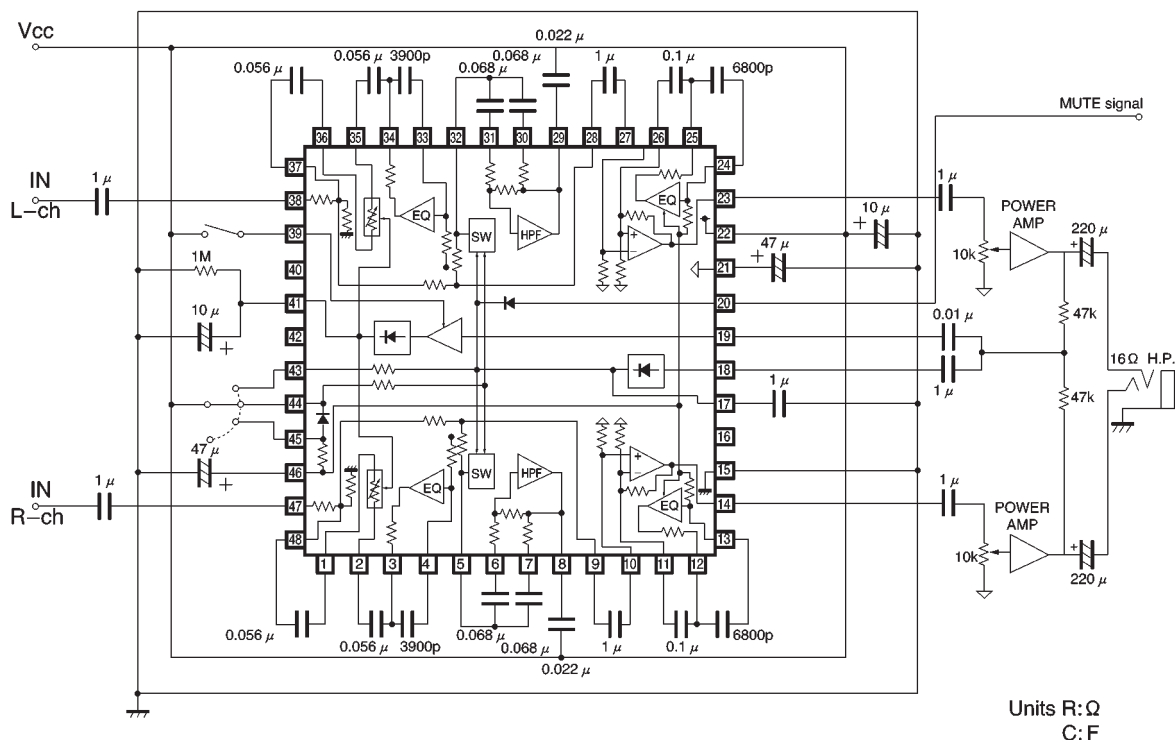 Vcc
0.022 μ
0.056 μ 3900p
0.068 μ
1 μ
0.1 μ
0.056 μ
0.068 μ
6800p
MUTE signal
36 35 34 33 32 31 30 29 28 27 26 25
IN
L–ch
1 μ
37
38
39
40
41
42
43
44
45
46
47
48
1M
10 μ
+
47 μ
+
IN
R–ch
1 μ
EQ
SW
HPF
EQ
+
−
EQ
SW
HPF
+
−
EQ
24
23
22
21
20
19
18
17
16
15
14
13
1 μ
10 μ
+
47 μ
+
0.01 μ
1 μ
1 μ
1 μ
POWER
AMP
10k
220 μ
+
47k
47k
16Ω H.P.
POWER
AMP
10k
+
220 μ
1 2 3 4 5 6 7 8 9 10 11 12
0.056 μ
0.056 μ
3900p
0.068 μ
0.068 μ
0.022 μ
1 μ
0.1 μ
6800p
Units R:Ω
C:F